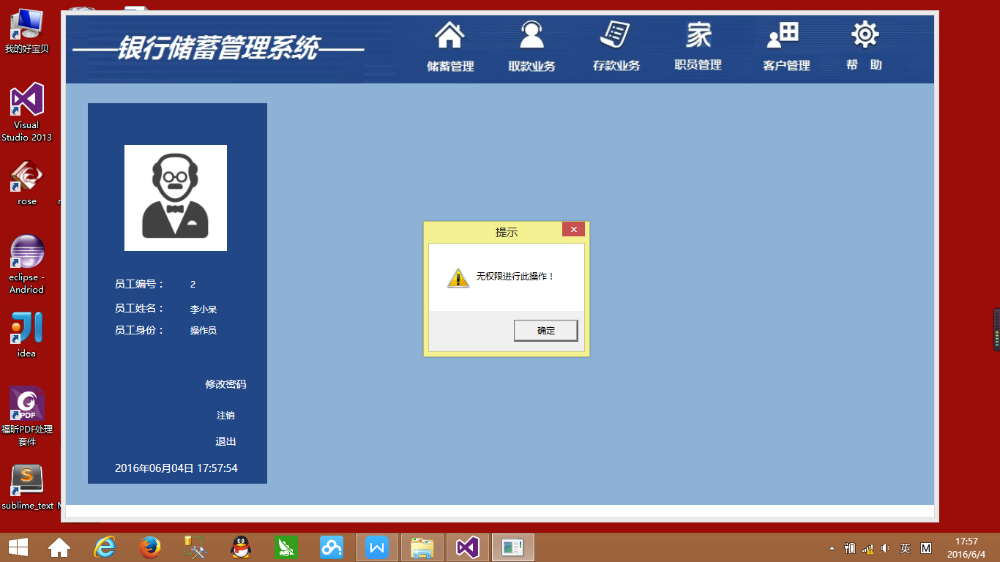 我的好宝贝
Visual
Studio 2013
rose
eclipse -
Andriod
idea
PDF
福昕PDF处理
套件
S
sublime_text
银行储蓄管理系统
储蓄管理
取款业务
存款业务
家
职员管理
客户管理
帮 助
员工编号： 2
员工姓名： 李小呆
员工身份： 操作员
修改密码
注销
退出
2016年06月04日 17:57:54
提示
无权限进行此操作！
确定
英
M
17:57
2016/6/4